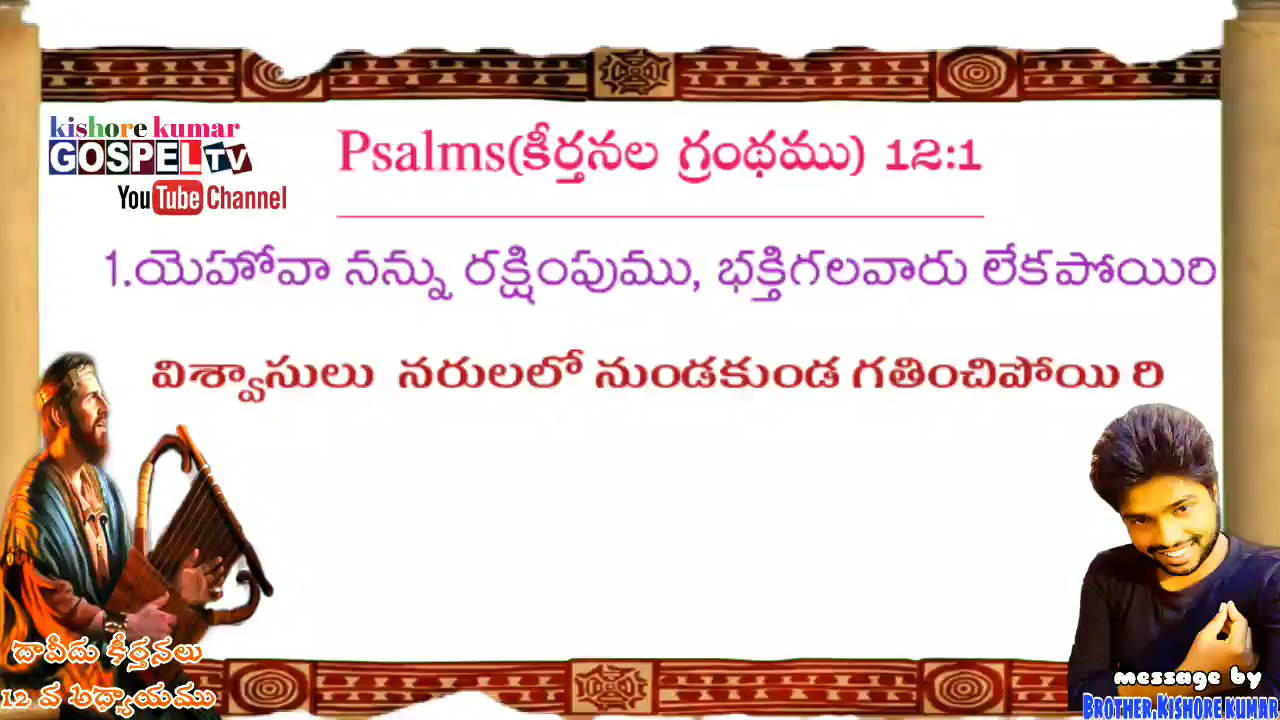 kishore kumar
GOSPEL TV
YouTube Channel
Psalms(కీర్తనల గ్రంథము) 12:1
1.యెహోవా నన్ను రక్షింపుము, భక్తిగలవారు లేకపోయిరి
విశ్వాసులు నరులలో నుండకుండ గతించిపోయి రి
దావీదు కీర్తనలు
12 వ అధ్యాయము
message by
BROTHER.KISHORE KUMAR